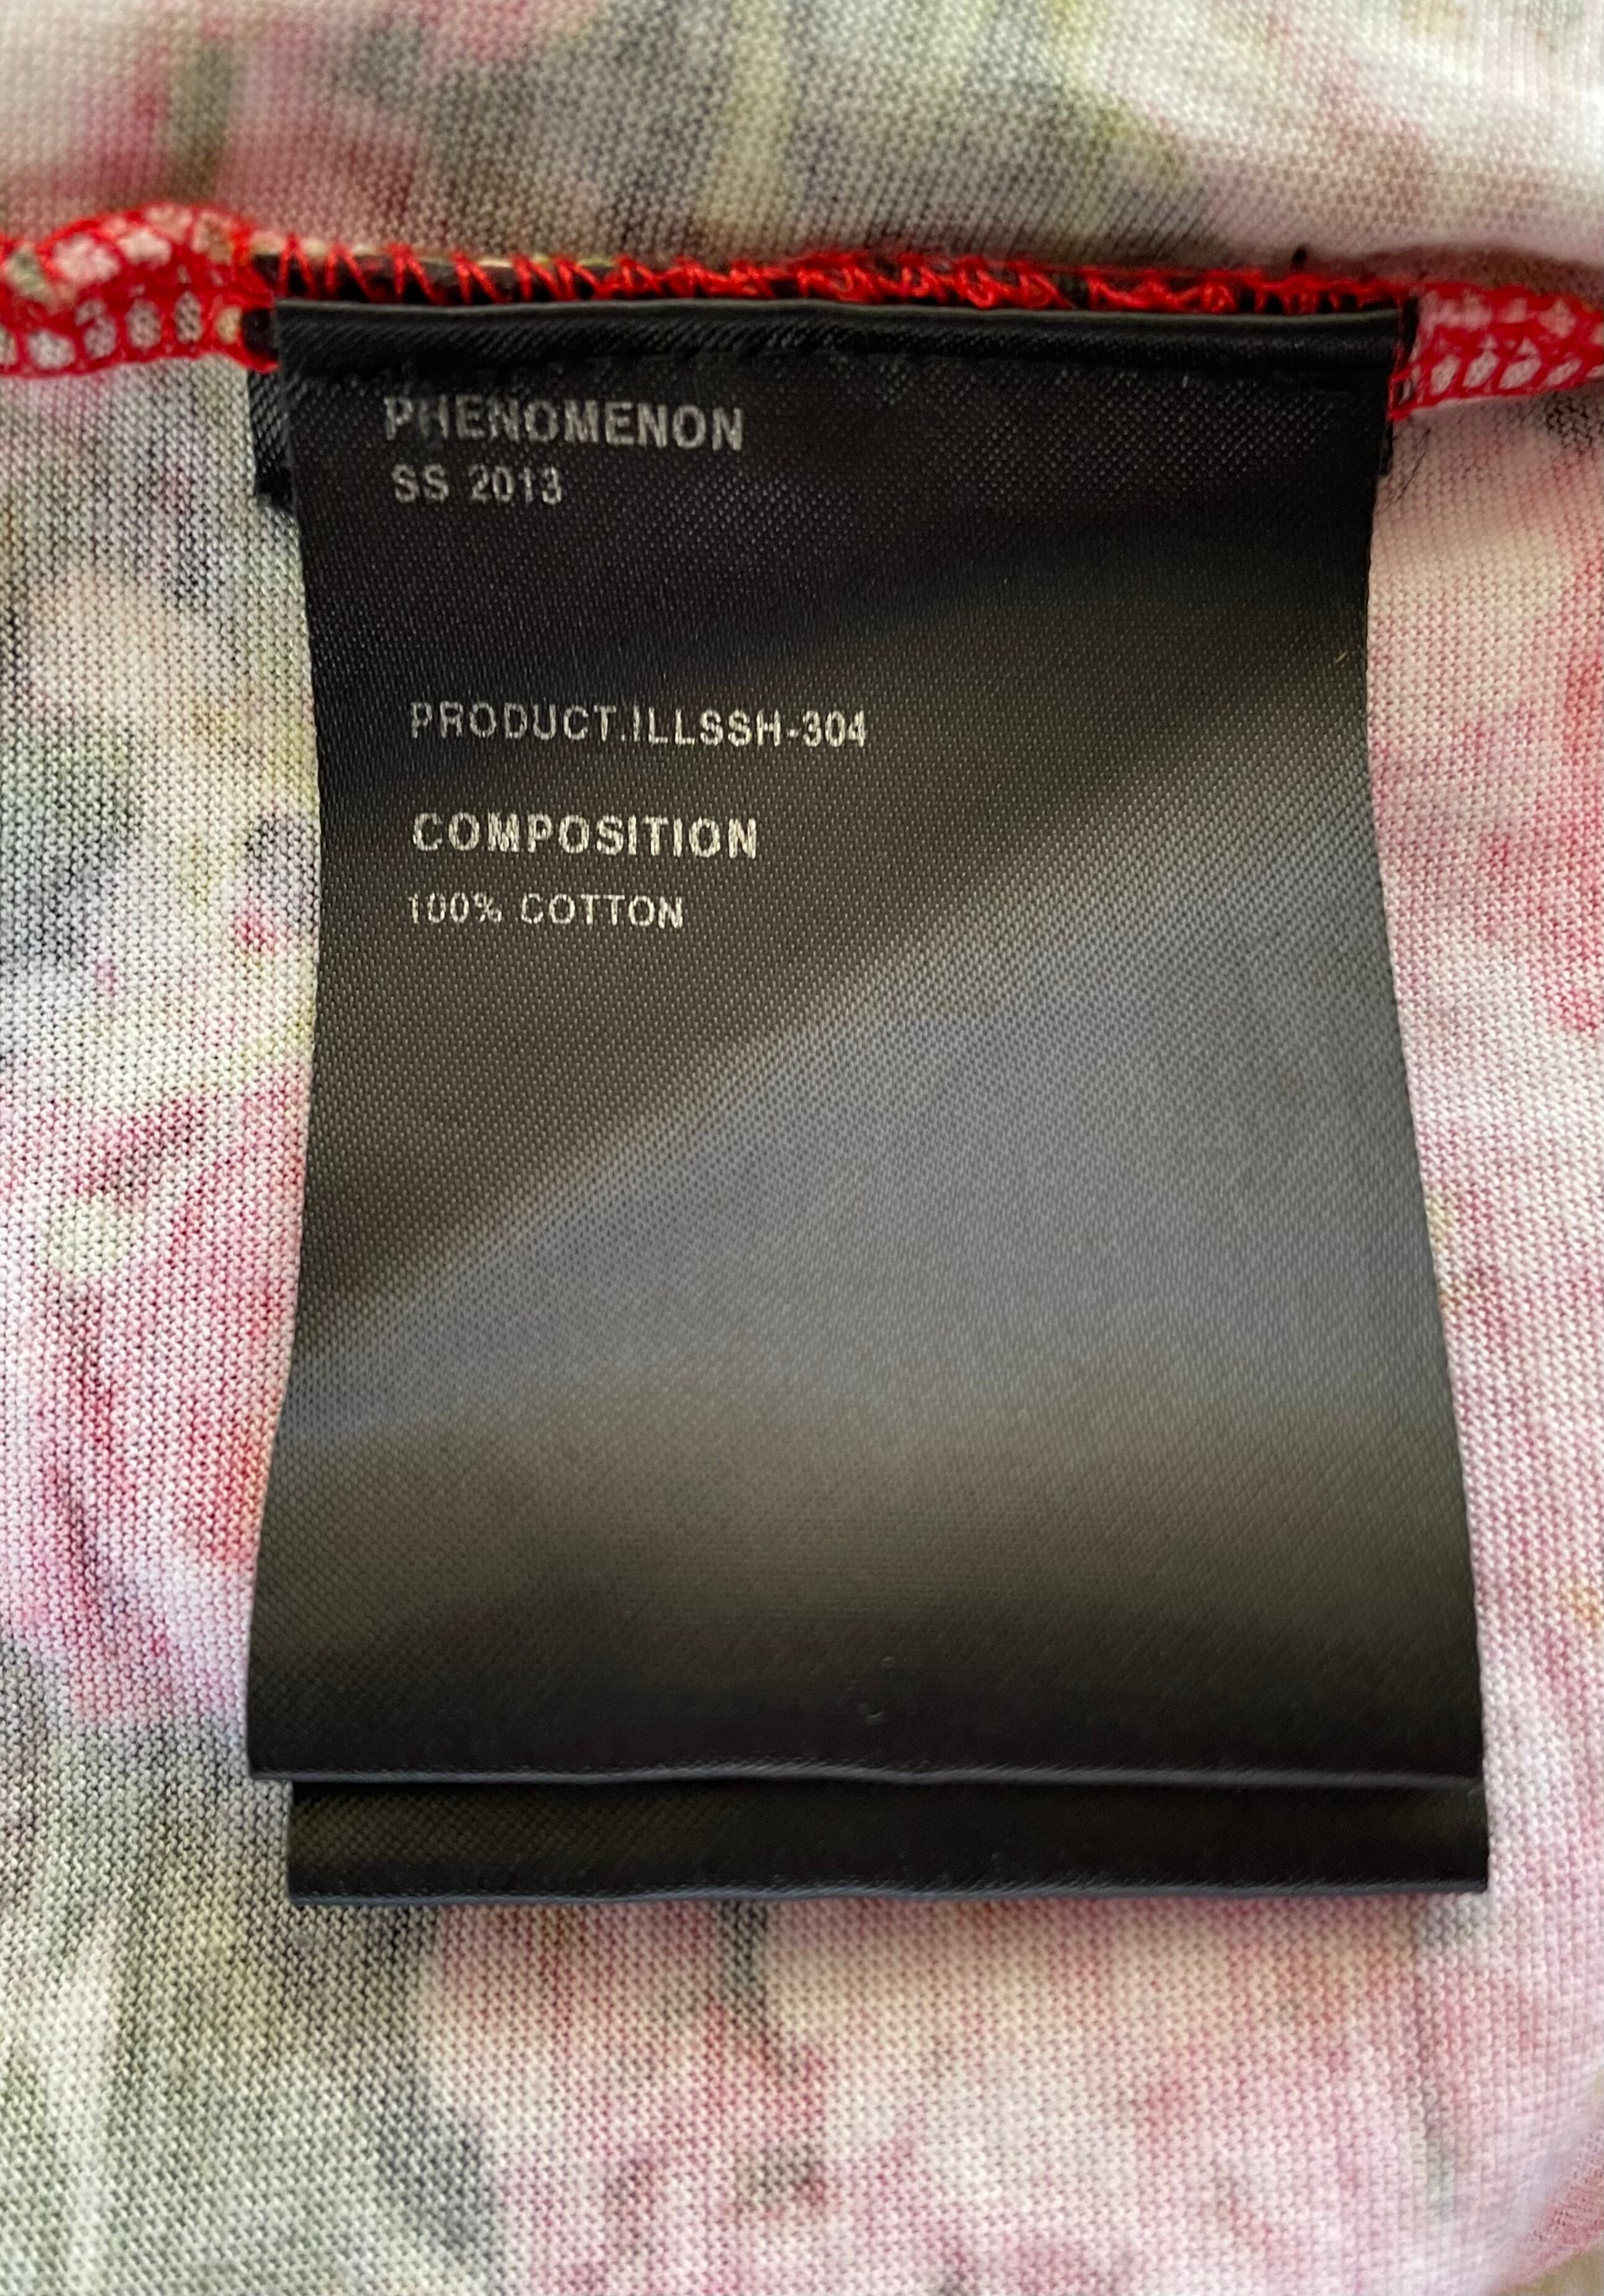 PHENOMENON
SS 2013
PRODUCT.ILLSSH-304
COMPOSITION
100% COTTON